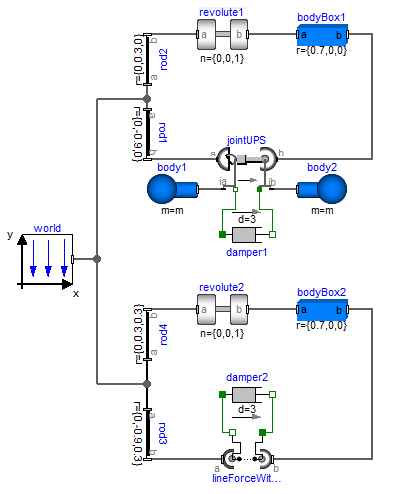 revolute1
bodyBox1
b
a
b
a
b
r={0,0.3,0}
rod2
n={0,0,1}
r={0.7,0,0}
a
a
r={0,-0.9,0}
rod1
b
jointUPS
a
b
body1
ia
ib
body2
m=m
d=3
m=m
damper1
world
y
x
revolute2
bodyBox2
b
a
b
a
b
r={0,0.3,0.3}
rod4
n={0,0,1}
r={0.7,0,0}
a
damper2
a
r={0,-0.9,0.3}
rod3
d=3
b
a
b
lineForceWit...